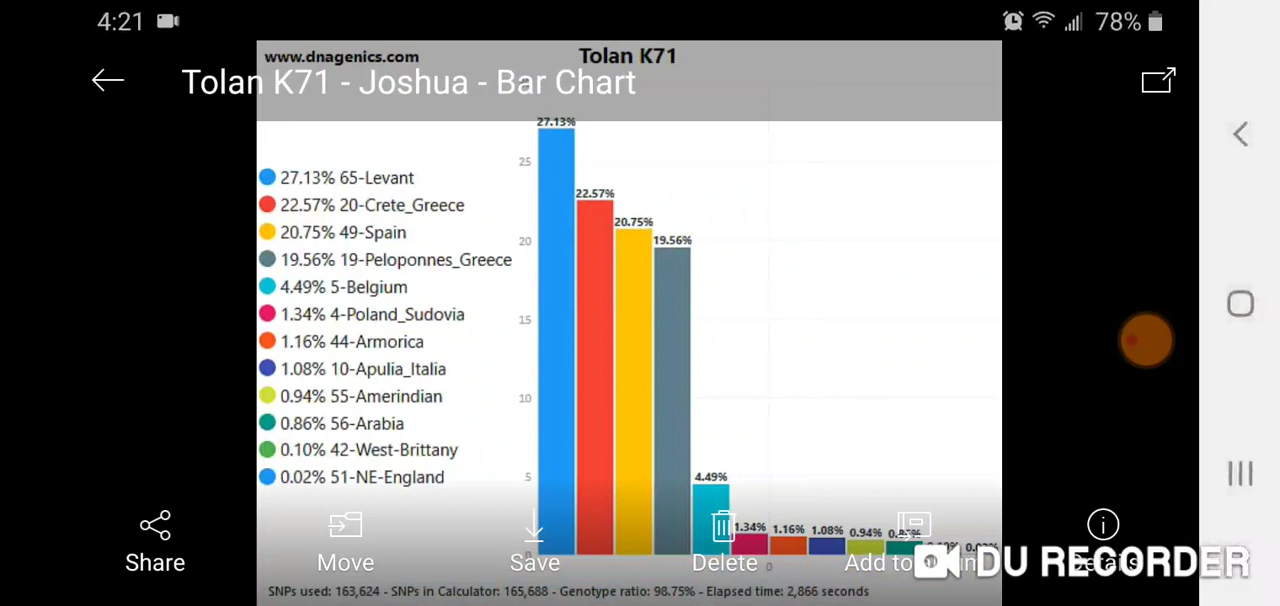 4:21
78%
www.dnagenics.com
Tolan K71
Tolan K71 - Joshua - Bar Chart
27.13% 65-Levant
22.57% 20-Crete_Greece
20.75% 49-Spain
19.56% 19-Peloponnes_Greece
4.49% 5-Belgium
1.34% 4-Poland_Sudovia
1.16% 44-Armorica
1.08% 10-Apulia_Italia
0.94% 55-Amerindian
0.86% 56-Arabia
0.10% 42-West-Brittany
0.02% 51-NE-England
25
20
15
10
5
0
27.13%
22.57%
20.75%
19.56%
4.49%
1.34%
1.16%
1.08%
0.94%
0
Share
Move
Save
Delete
Add to
DU RECORDER
SNPs used: 163,624 - SNPs in Calculator: 165,688 - Genotype ratio: 98.75% - Elapsed time: 2,866 seconds